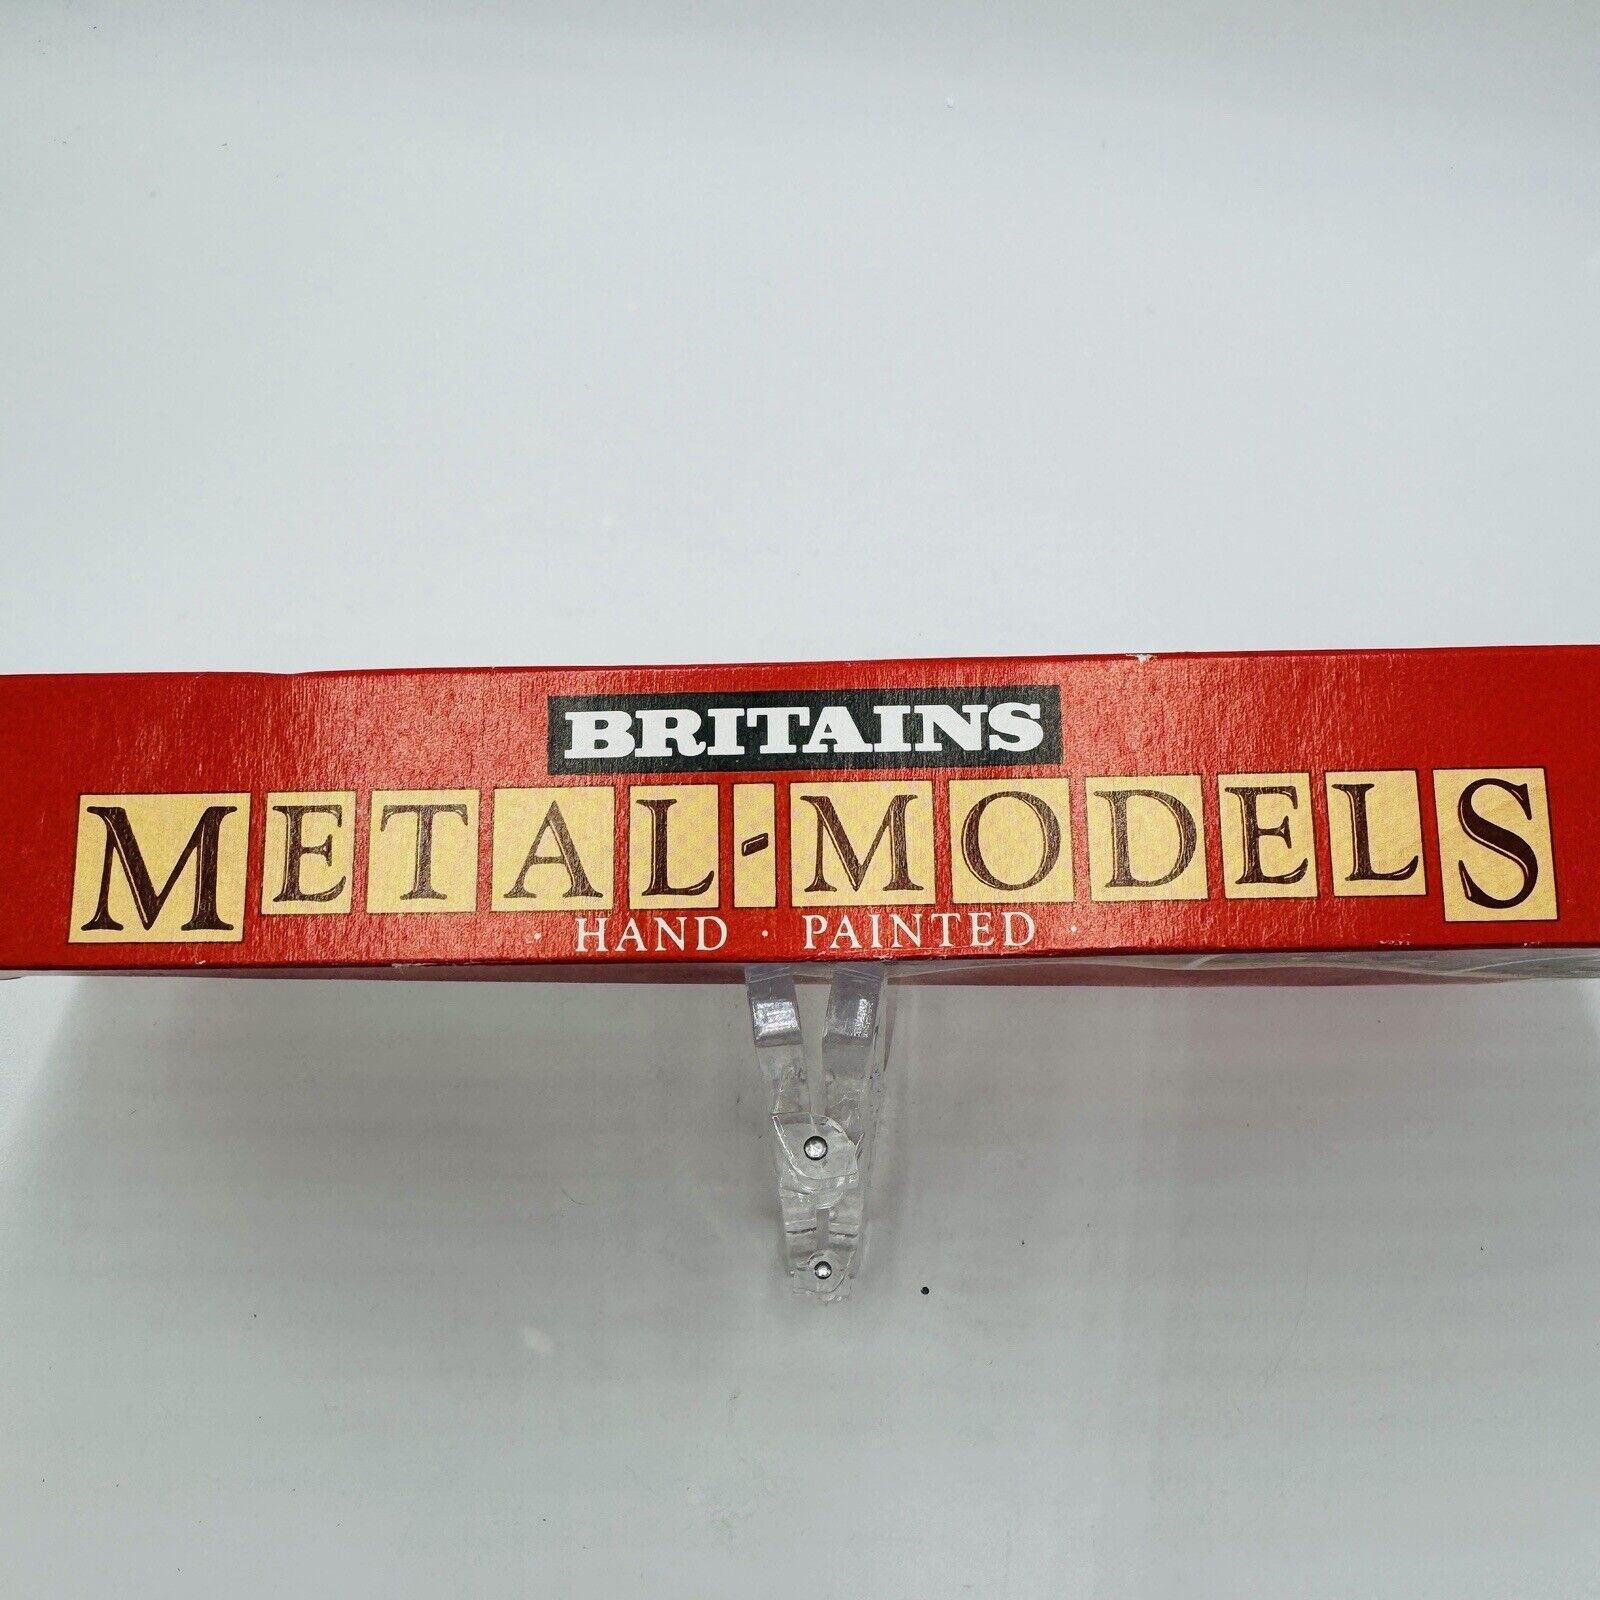 BRITAINS
METAL-MODELS
· HAND · PAINTED ·